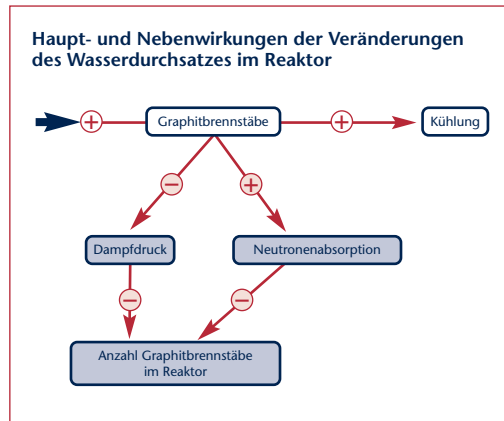 Haupt- und Nebenwirkungen der Veränderungen
des Wasserdurchsatzes im Reaktor
+
Graphitbrennstäbe
+
Kühlung
−
+
Dampfdruck
Neutronenabsorption
−
−
Anzahl Graphitbrennstäbe
im Reaktor